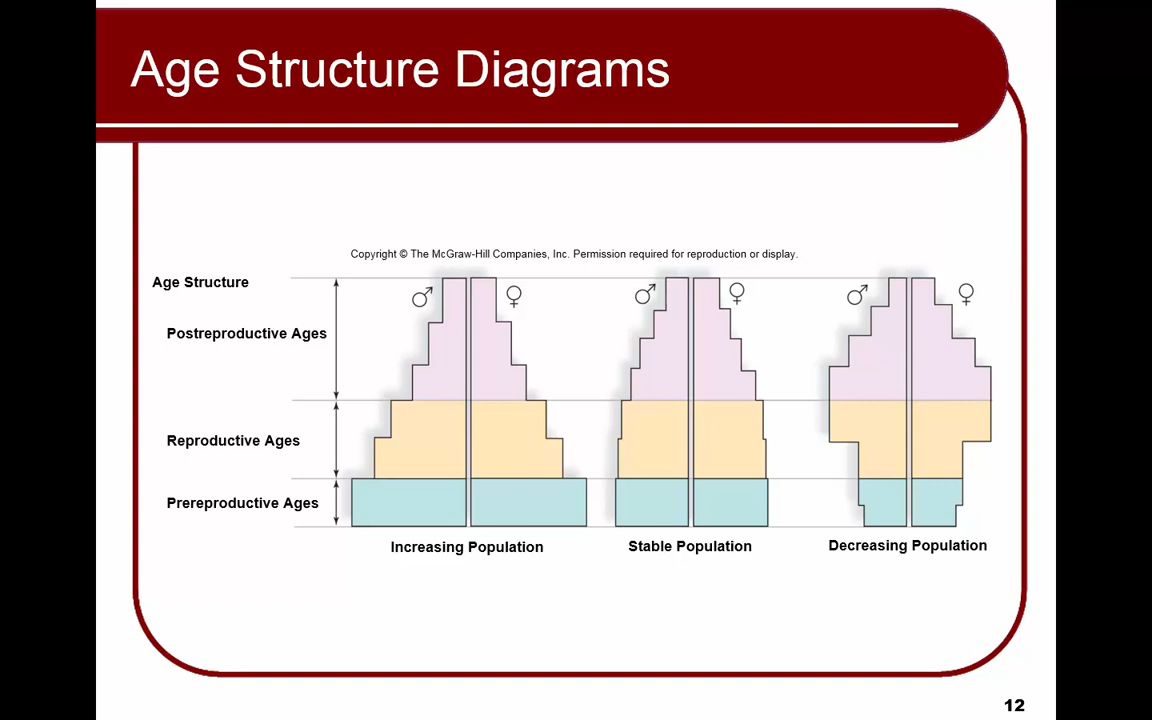 Age Structure Diagrams
Copyright © The McGraw-Hill Companies, Inc. Permission required for reproduction or display.
Age Structure
Postreproductive Ages
Reproductive Ages
Prereproductive Ages
♂ ♀ ♂ ♀ ♂ ♀
Increasing Population
Stable Population
Decreasing Population
12